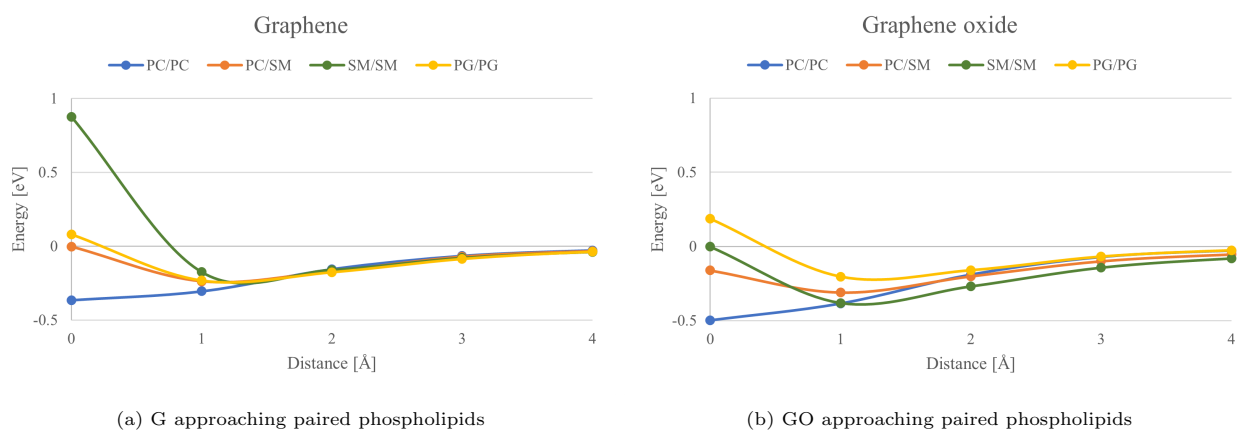 Graphene
PC/PC PC/SM SM/SM PG/PG
1
0.5
0
-0.5
Energy [eV]
0 1 2 3 4
Distance [Å]
(a) G approaching paired phospholipids
Graphene oxide
PC/PC PC/SM SM/SM PG/PG
1
0.5
0
-0.5
Energy [eV]
0 1 2 3 4
Distance [Å]
(b) GO approaching paired phospholipids